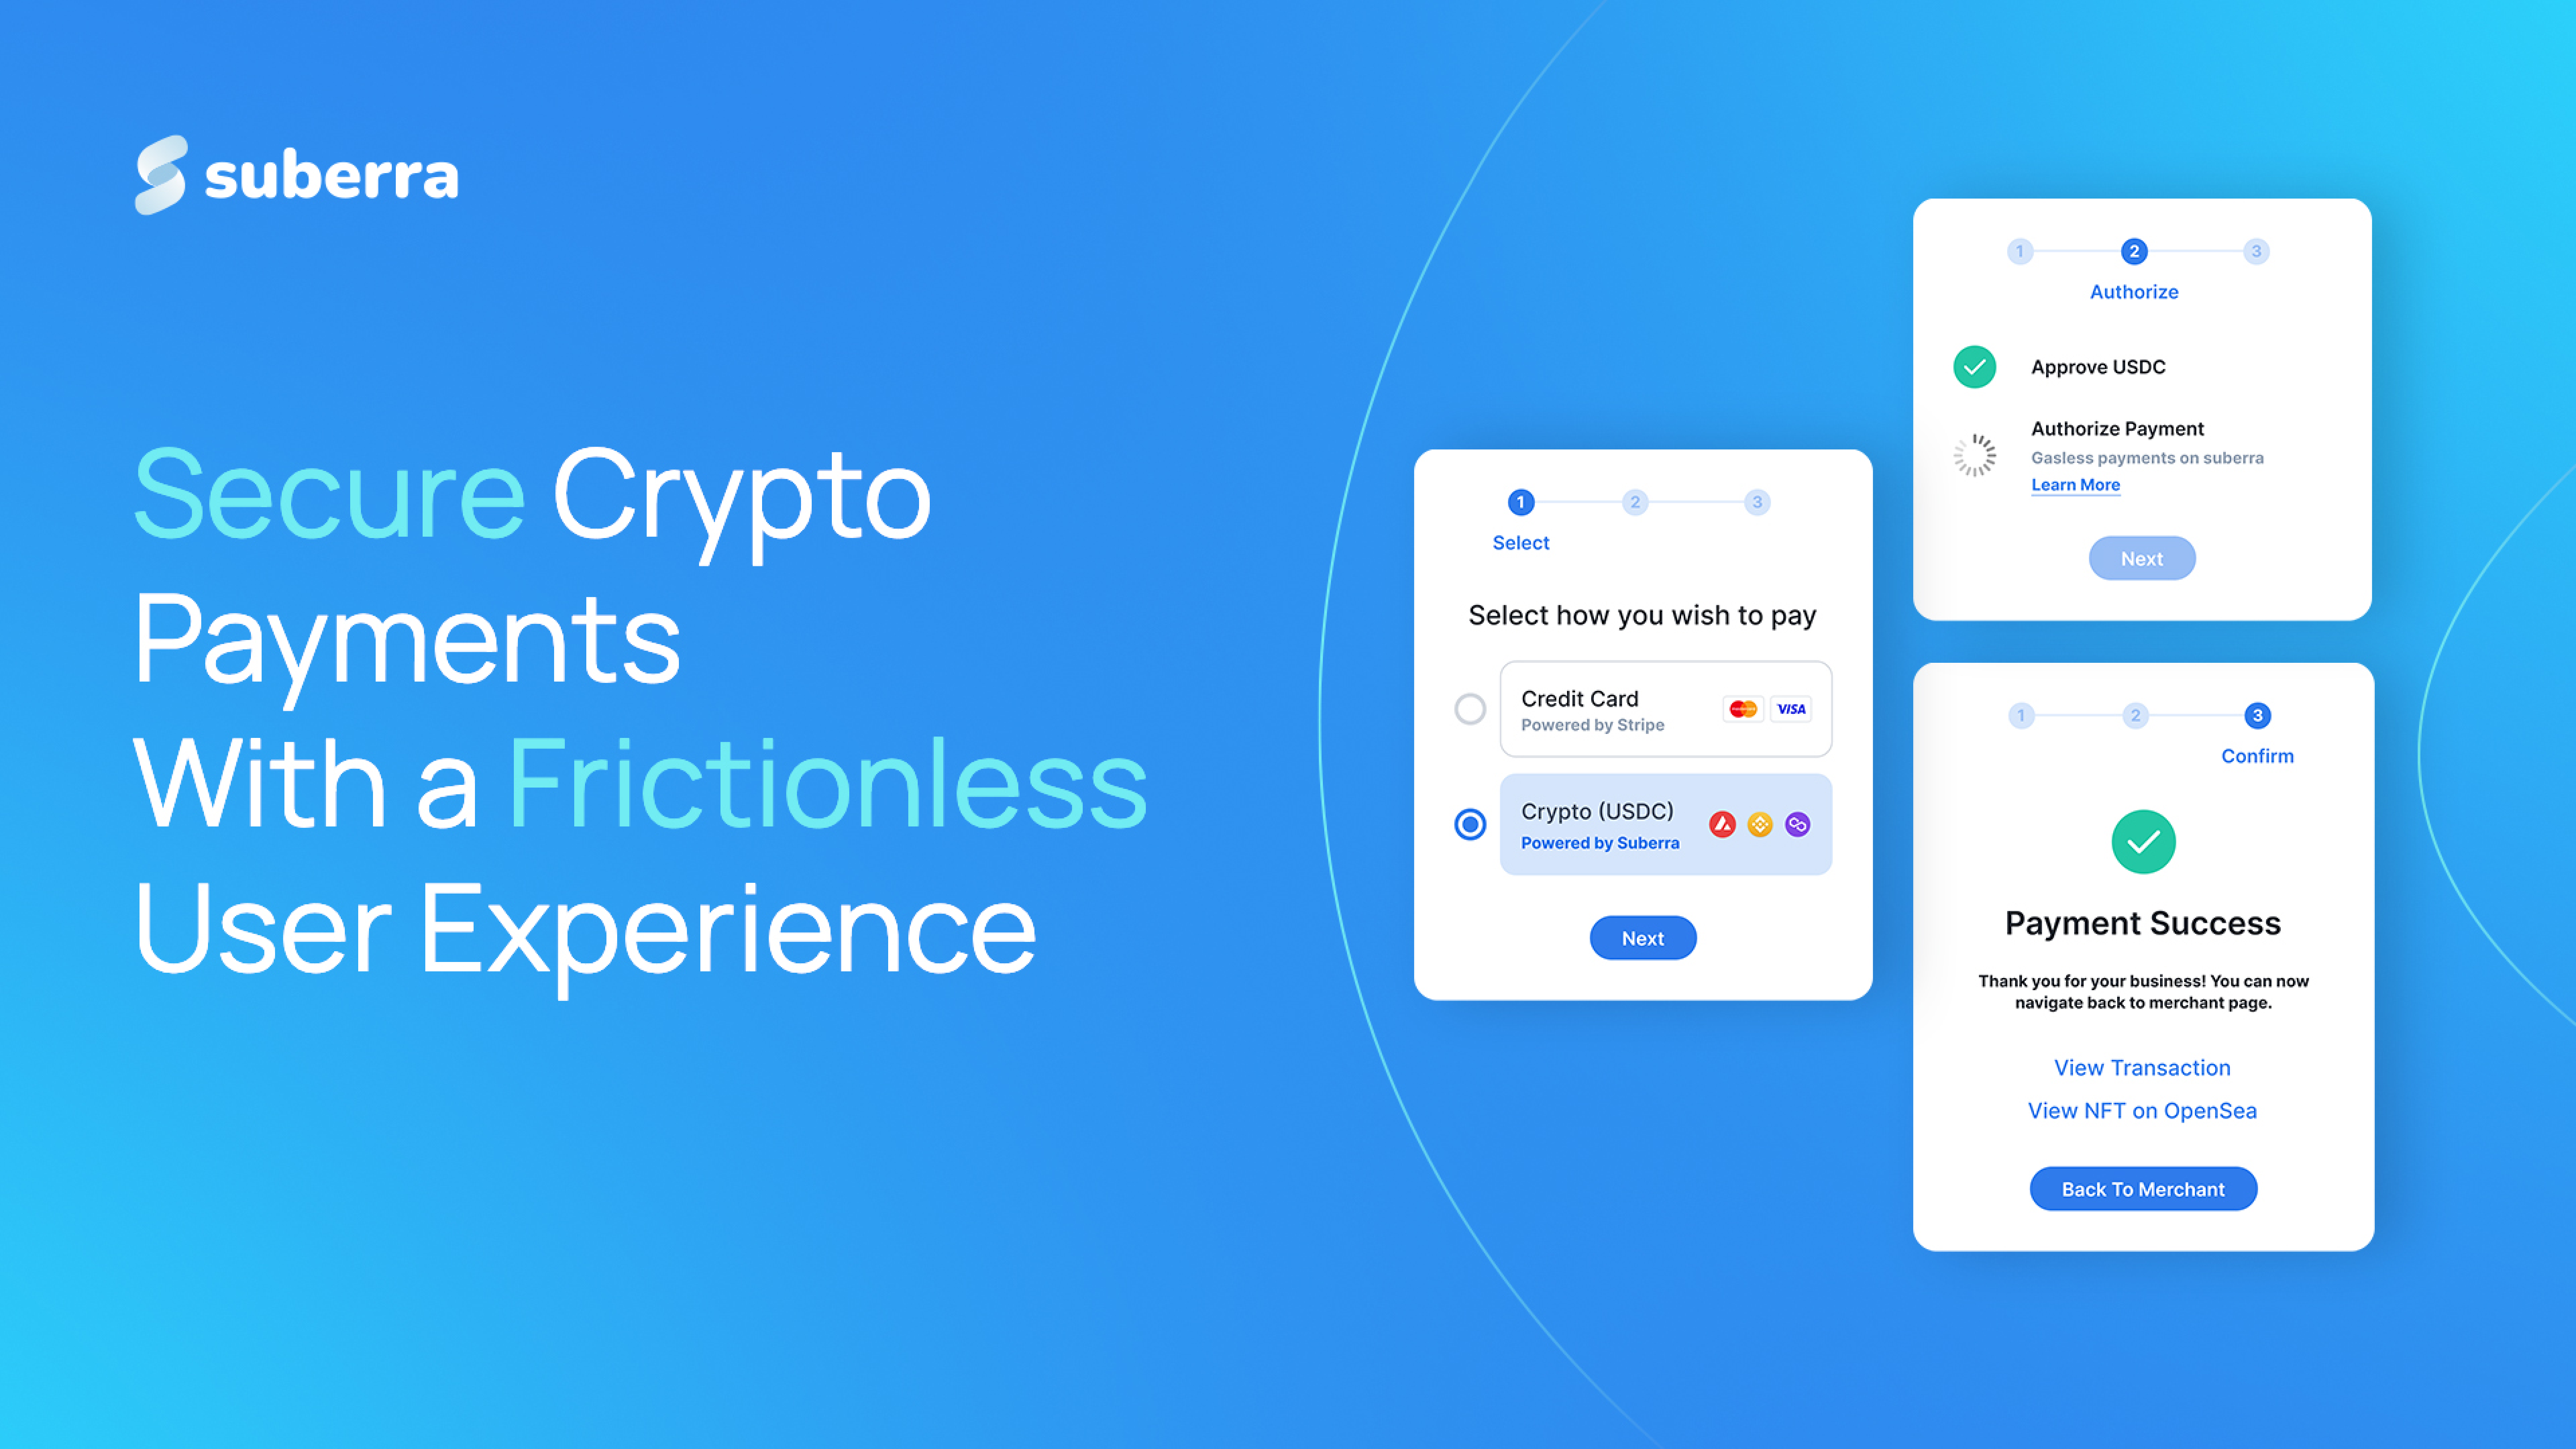 suberra
Secure Crypto
Payments
With a Frictionless
User Experience
1 2 3
Select
Select how you wish to pay
Credit Card
Powered by Stripe
VISA
Crypto (USDC)
Powered by Suberra
Next
1 2 3
Authorize
Approve USDC
Authorize Payment
Gasless payments on suberra
Learn More
Next
1 2 3
Confirm
Payment Success
Thank you for your business! You can now
navigate back to merchant page.
View Transaction
View NFT on OpenSea
Back To Merchant